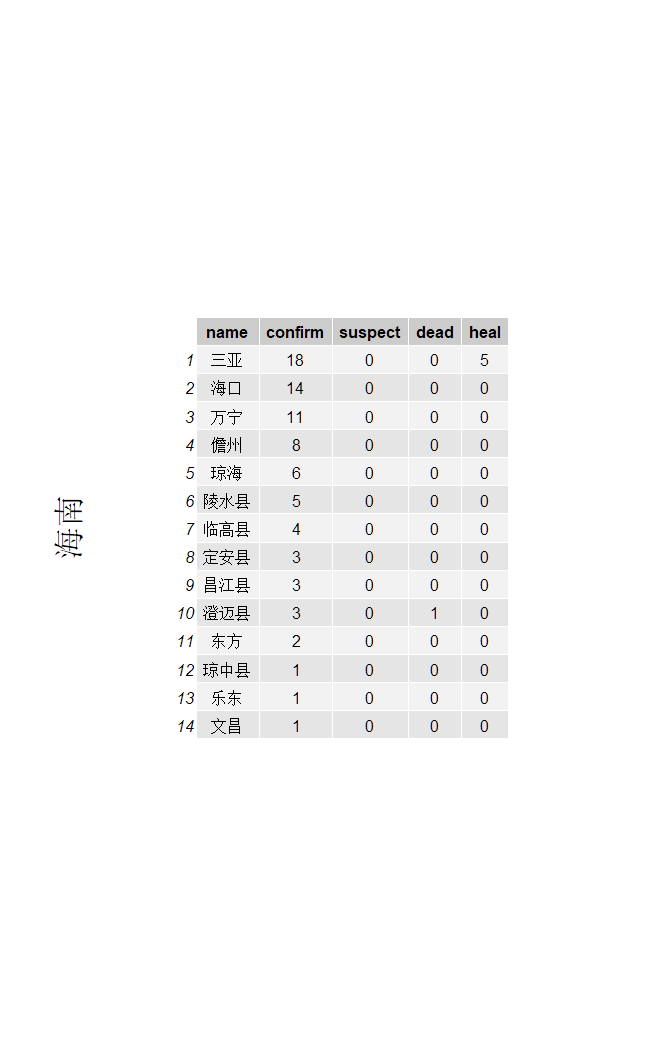 海南
name confirm suspect dead heal
1 三亚 18 0 0 5
2 海口 14 0 0 0
3 万宁 11 0 0 0
4 儋州 8 0 0 0
5 琼海 6 0 0 0
6 陵水县 5 0 0 0
7 临高县 4 0 0 0
8 定安县 3 0 0 0
9 昌江县 3 0 0 0
10 澄迈县 3 0 1 0
11 东方 2 0 0 0
12 琼中县 1 0 0 0
13 乐东 1 0 0 0
14 文昌 1 0 0 0